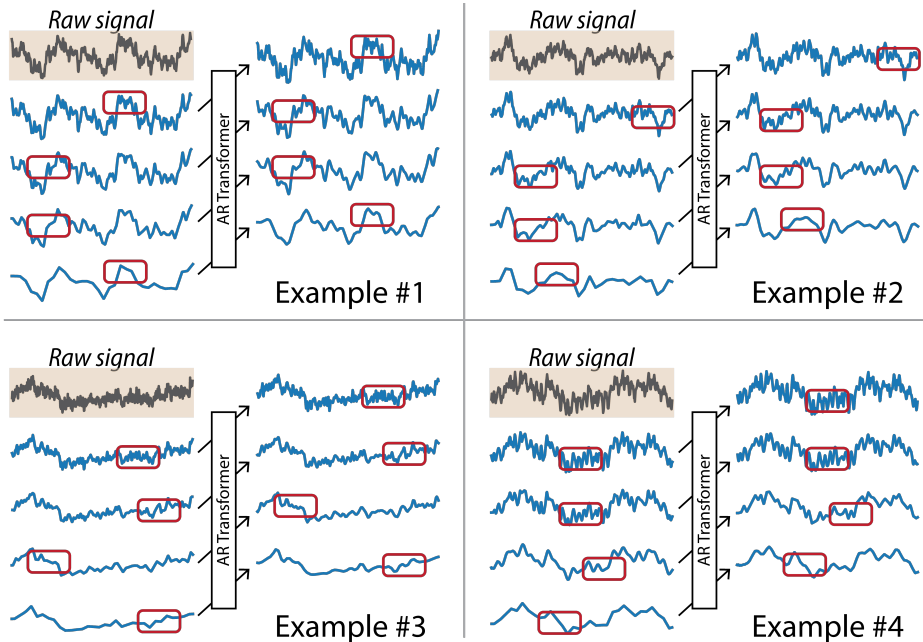 Raw signal
AR Transformer
Example #1
Raw signal
AR Transformer
Example #2
Raw signal
AR Transformer
Example #3
Raw signal
AR Transformer
Example #4